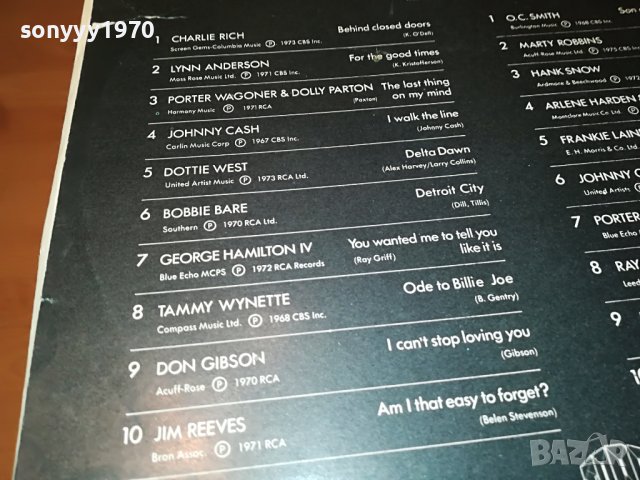 sonyyy1970
1 CHARLIE RICH Behind closed doors
Screen Gems-Columbia Music Ⓟ 1973 CBS Inc. (K. O'Dell)
2 LYNN ANDERSON For the good times
Moss Rose Music Ltd. Ⓟ 1971 CBS Inc. (K. Kristofferson)
3 PORTER WAGONER & DOLLY PARTON The last thing
Harmony Music Ⓟ 1971 RCA (Paxton) on my mind
4 JOHNNY CASH I walk the line
Carlin Music Corp Ⓟ 1967 CBS Inc. (Johnny Cash)
5 DOTTIE WEST Delta Dawn
United Artist Music Ⓟ 1973 RCA Ltd. (Alex Harvey/Larry Collins)
6 BOBBIE BARE Detroit City
Southern Ⓟ 1970 RCA Ltd. (Dill, Tillis)
7 GEORGE HAMILTON IV You wanted me to tell you
Blue Echo MCPS Ⓟ 1972 RCA Records (Ray Griff) like it is
8 TAMMY WYNETTE Ode to Billie Joe
Compass Music Ltd. Ⓟ 1968 CBS Inc. (B. Gentry)
9 DON GIBSON I can't stop loving you
Acuff-Rose Ⓟ 1970 RCA (Gibson)
10 JIM REEVES Am I that easy to forget?
Bron Assoc. Ⓟ 1971 RCA (Belen Stevenson)
1 O.C. SMITH Son
Burlington Music Ⓟ 1968 CBS Inc.
2 MARTY ROBBINS
Acuff-Rose Music Ltd. Ⓟ
3 HANK SNOW
Ardmore & Beechwood Ⓟ
4 ARLENE HARDEN
Montclare Music Co. Ltd Ⓟ
5 FRANKIE LAIN
E. H. Morris & Co. Ltd.
6 JOHNNY C
United Artists
7 PORTER
Blue Echo M
8 RAY
Leed
9
10
BAZAR